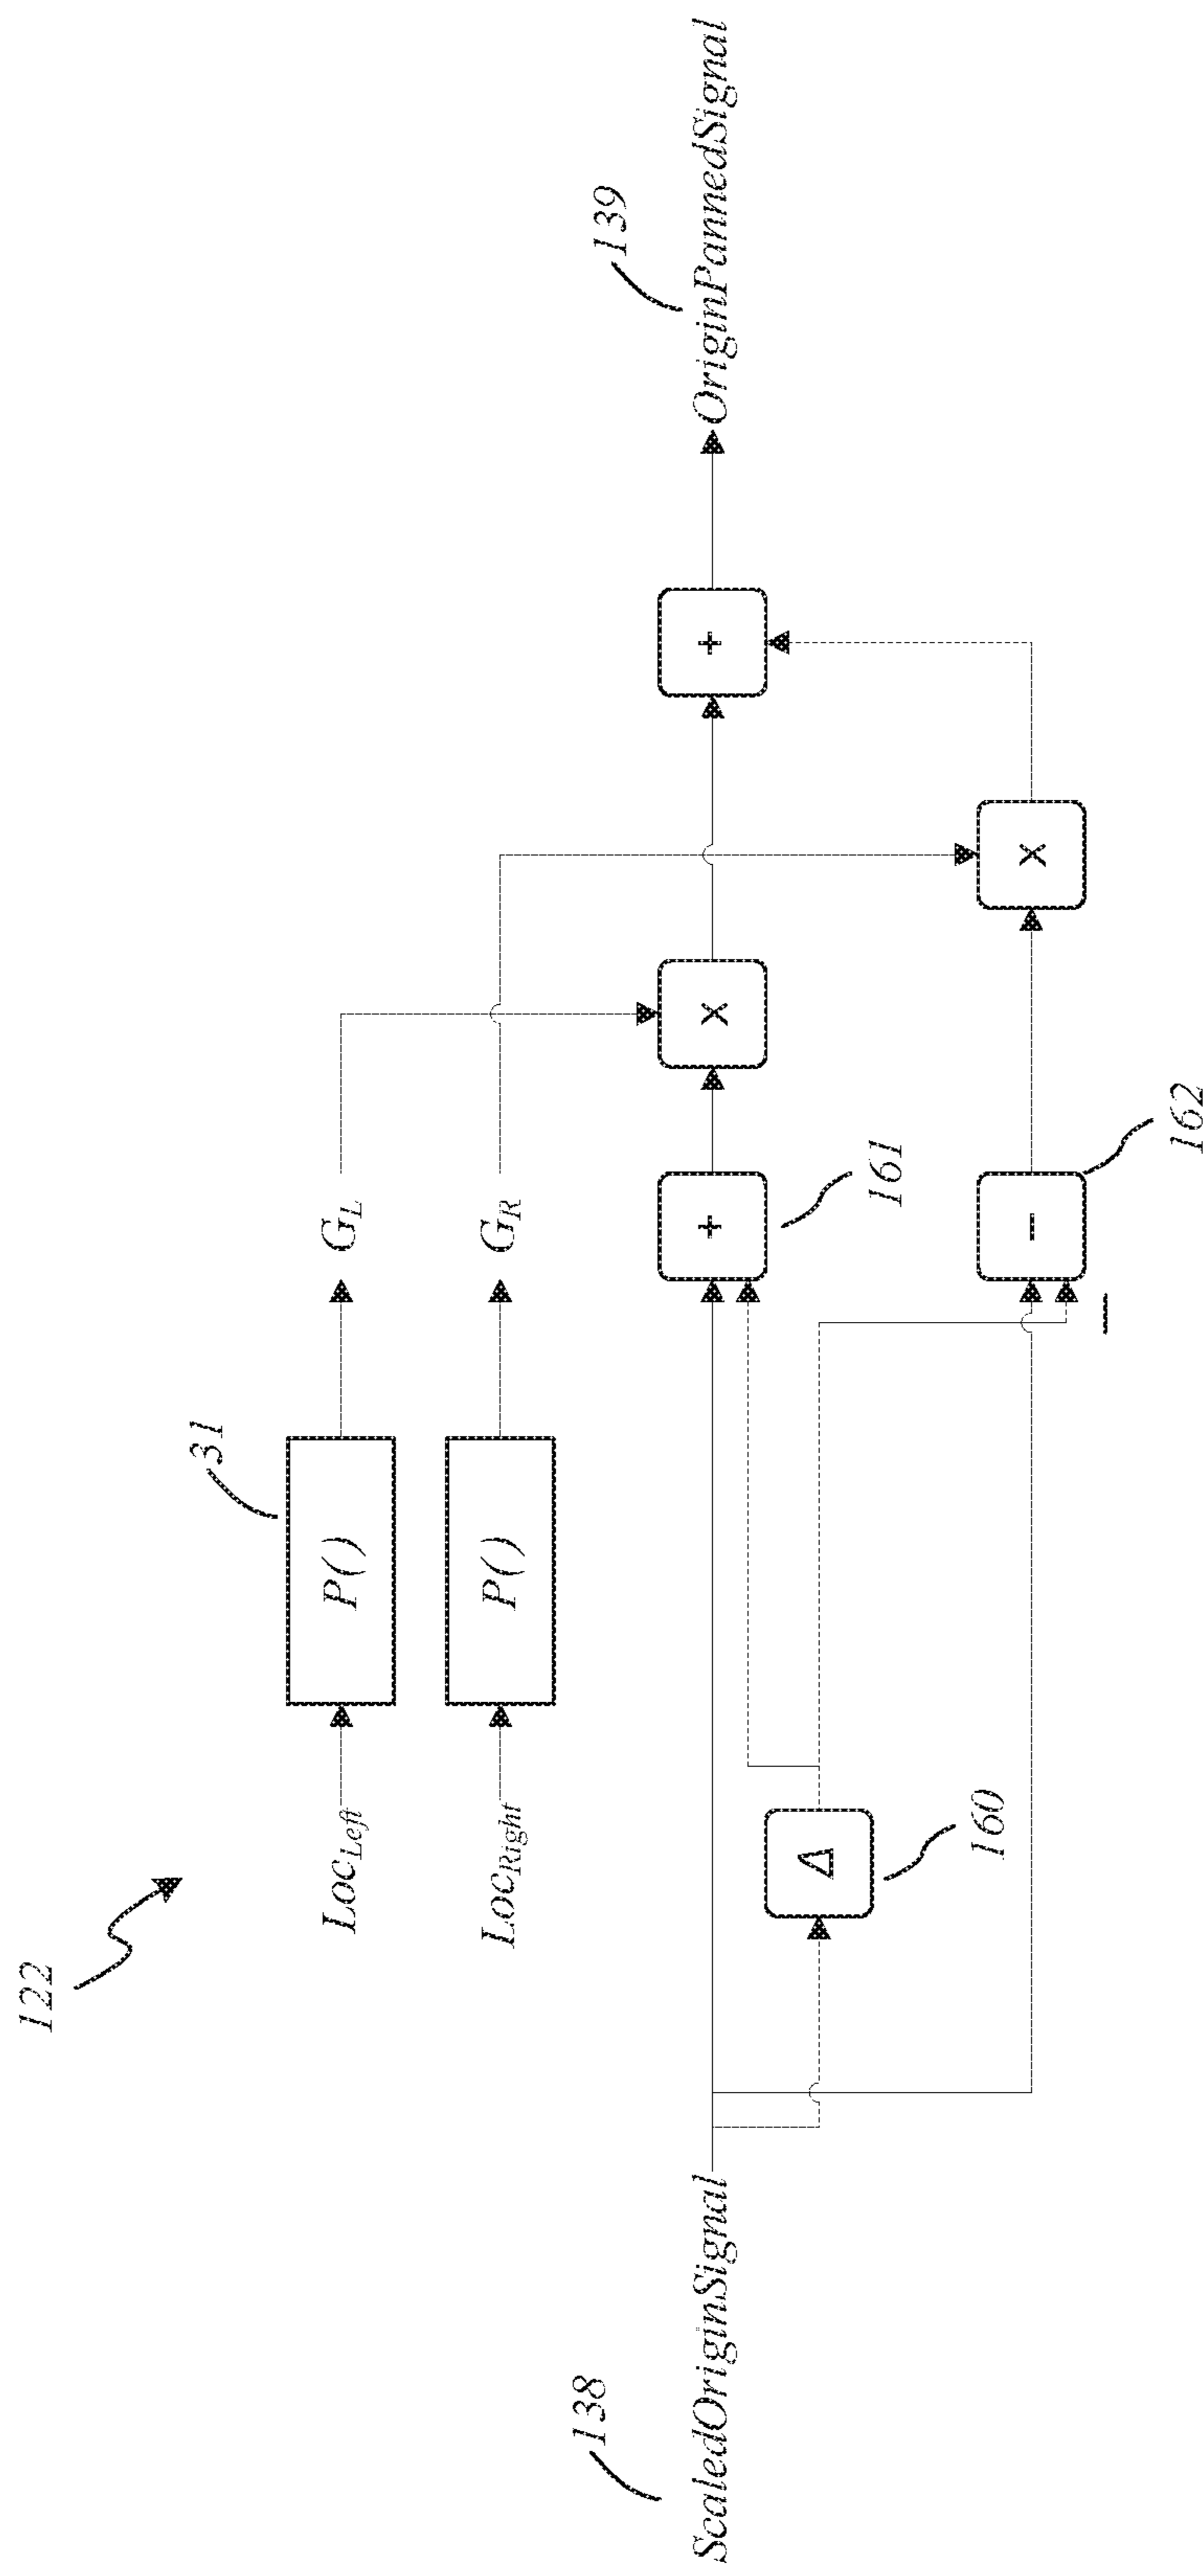 122
31
Loc_Left
P()
G_L
Loc_Right
P()
G_R
138
139
ScaledOriginSignal
+
x
+
OriginPannedSignal
161
Δ
160
−
x
−
162